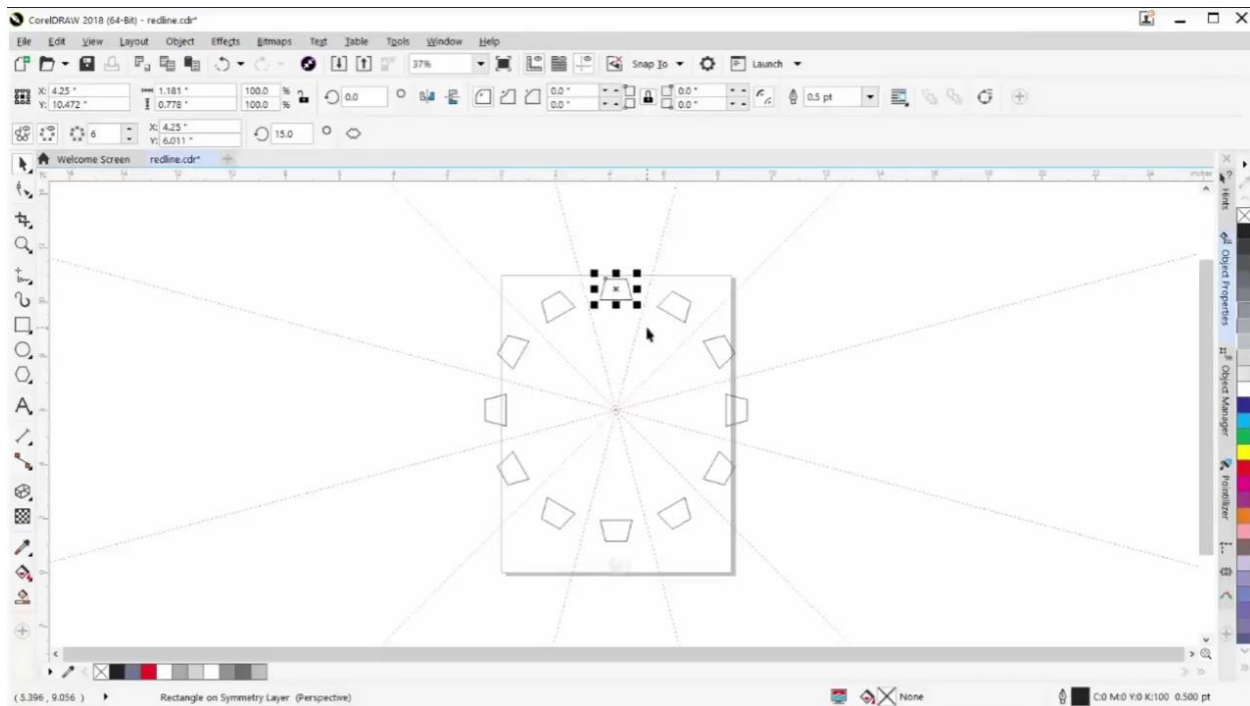 CorelDRAW 2018 (64-Bit) - redline.cdr*
File Edit View Layout Object Effects Bitmaps Text Table Tools Window Help
37% Snap To Launch
X: 4.25 " 1.181 " 100.0 % 0.0 0.0 " 0.0 " 0.5 pt
Y: 10.472 " 0.778 " 100.0 % 0.0 " 0.0 "
6 X: 4.25 " 15.0
Y: 6.011 "
Welcome Screen redline.cdr*
inches
Hints
Object Properties
Object Manager
Pointillizer
( 5.396 , 9.056 ) Rectangle on Symmetry Layer (Perspective) None C:0 M:0 Y:0 K:100 0.500 pt